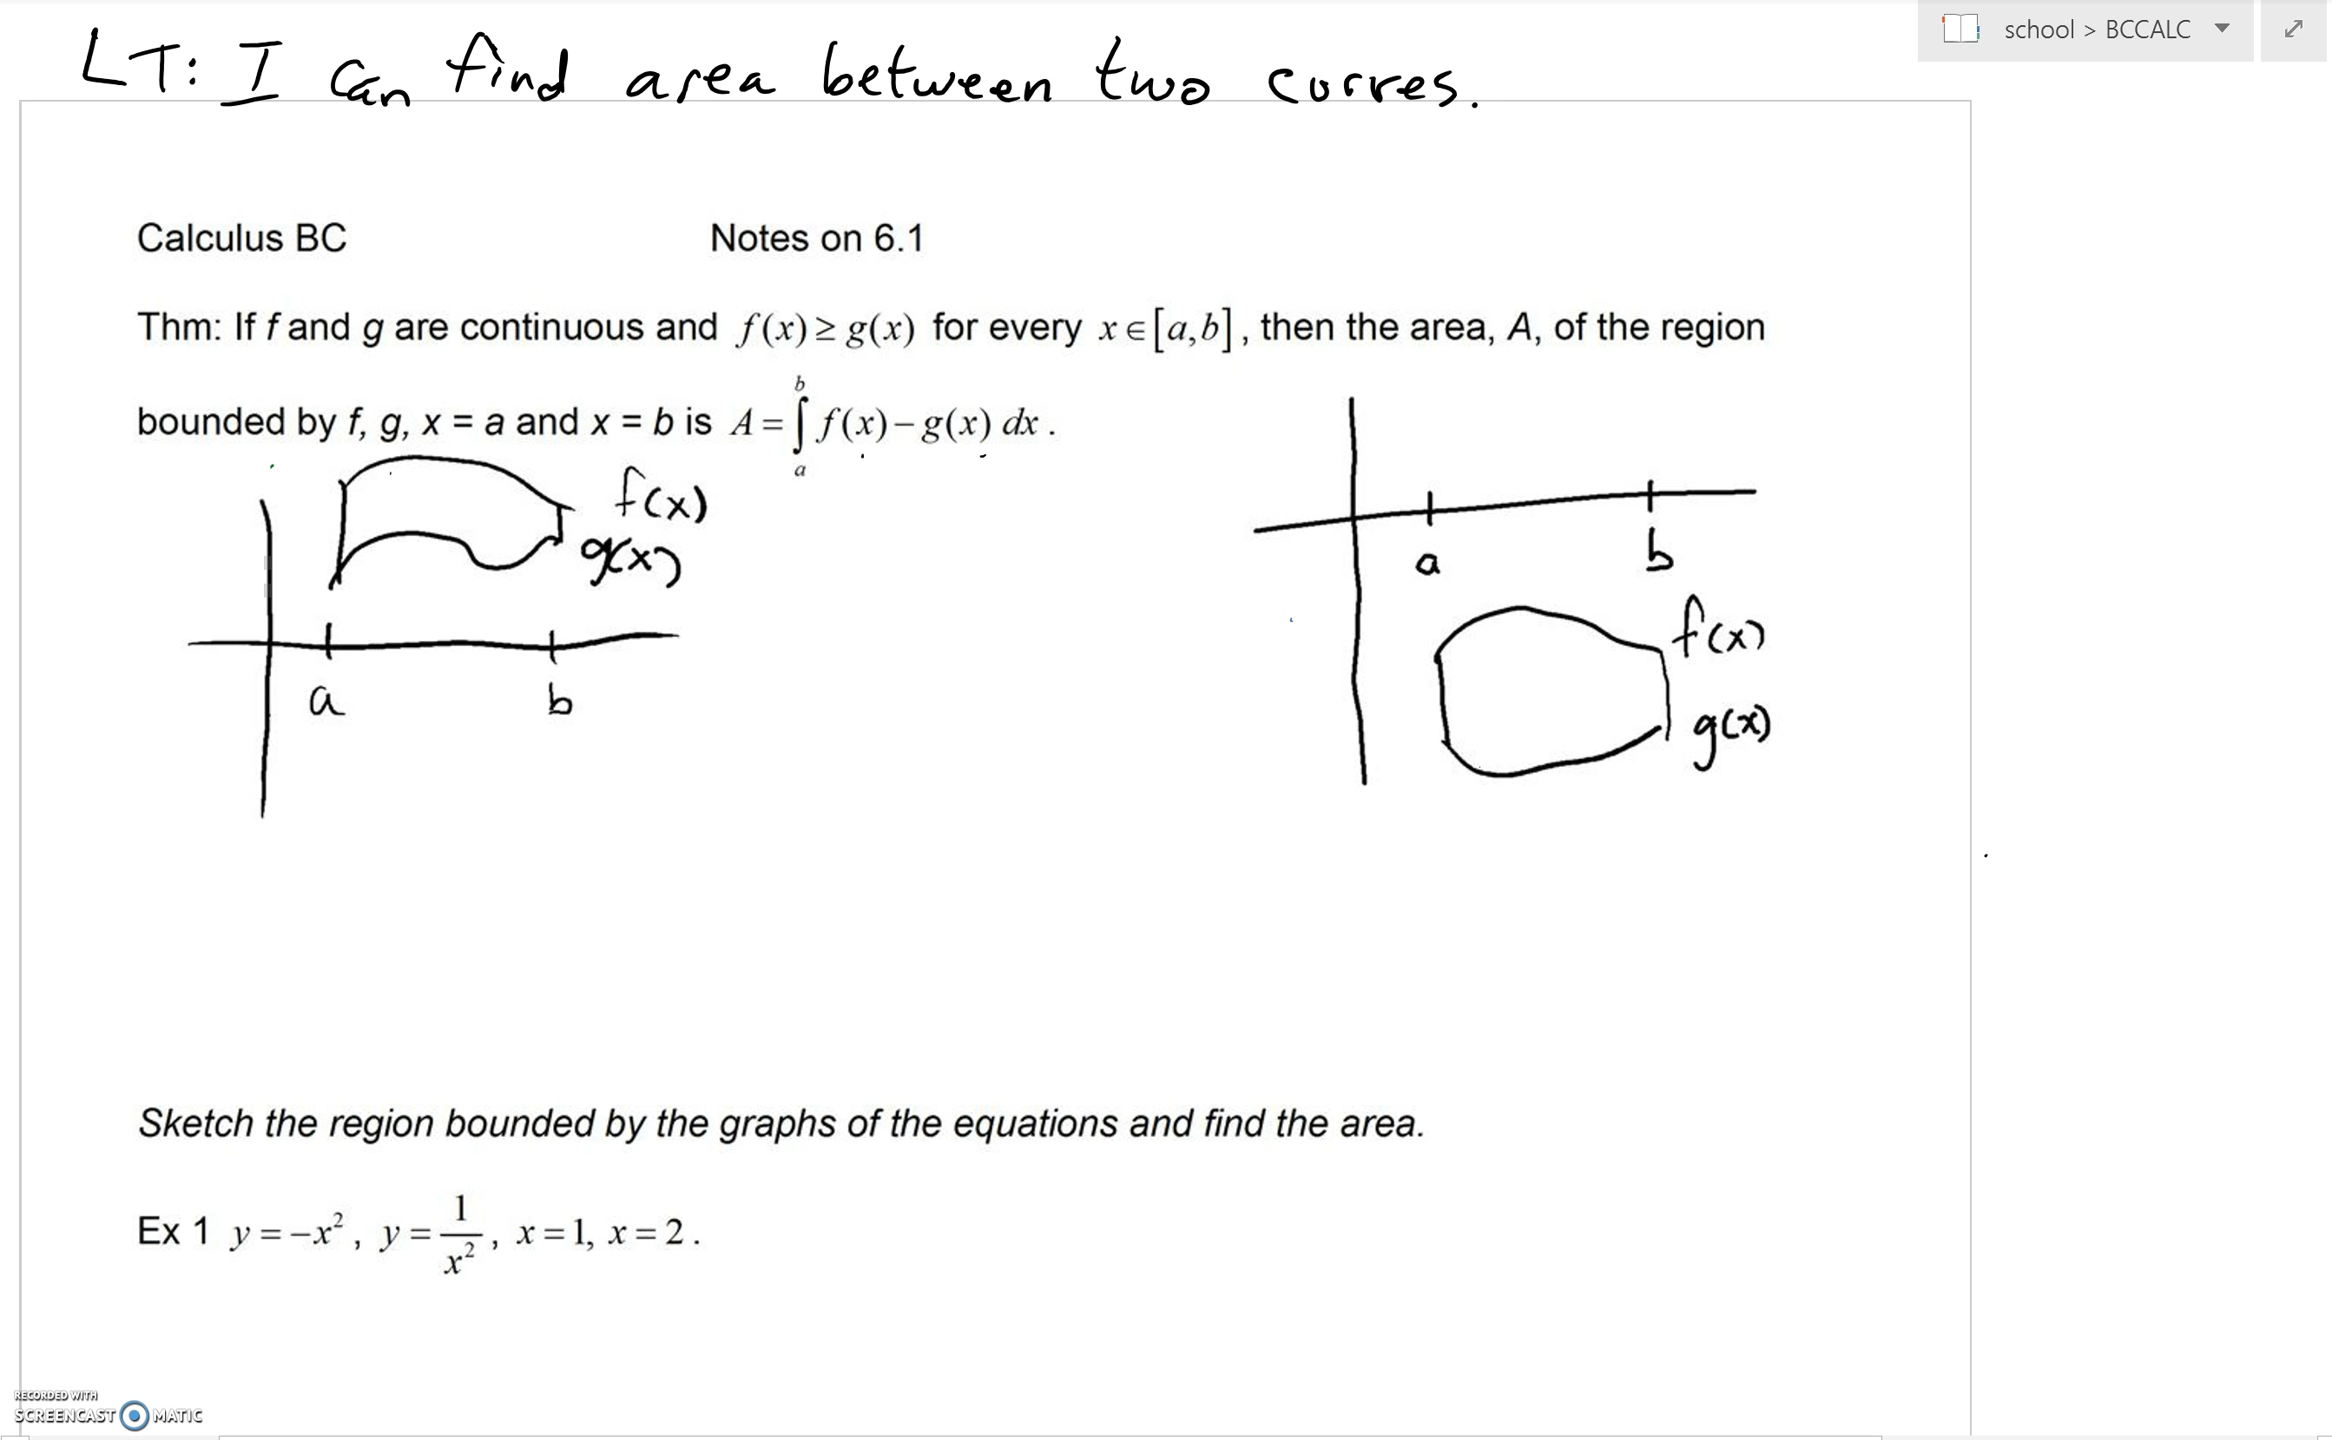 school > BCCALC
LT: I can find area between two curves.
Calculus BC Notes on 6.1
Thm: If f and g are continuous and f(x) ≥ g(x) for every x ∈ [a,b], then the area, A, of the region
bounded by f, g, x = a and x = b is A = ∫_a^b f(x) − g(x) dx.
f(x)
g(x)
a b
a b
f(x)
g(x)
Sketch the region bounded by the graphs of the equations and find the area.
Ex 1 y = −x², y = 1/x², x = 1, x = 2.
RECORDED WITH
SCREENCAST MATIC